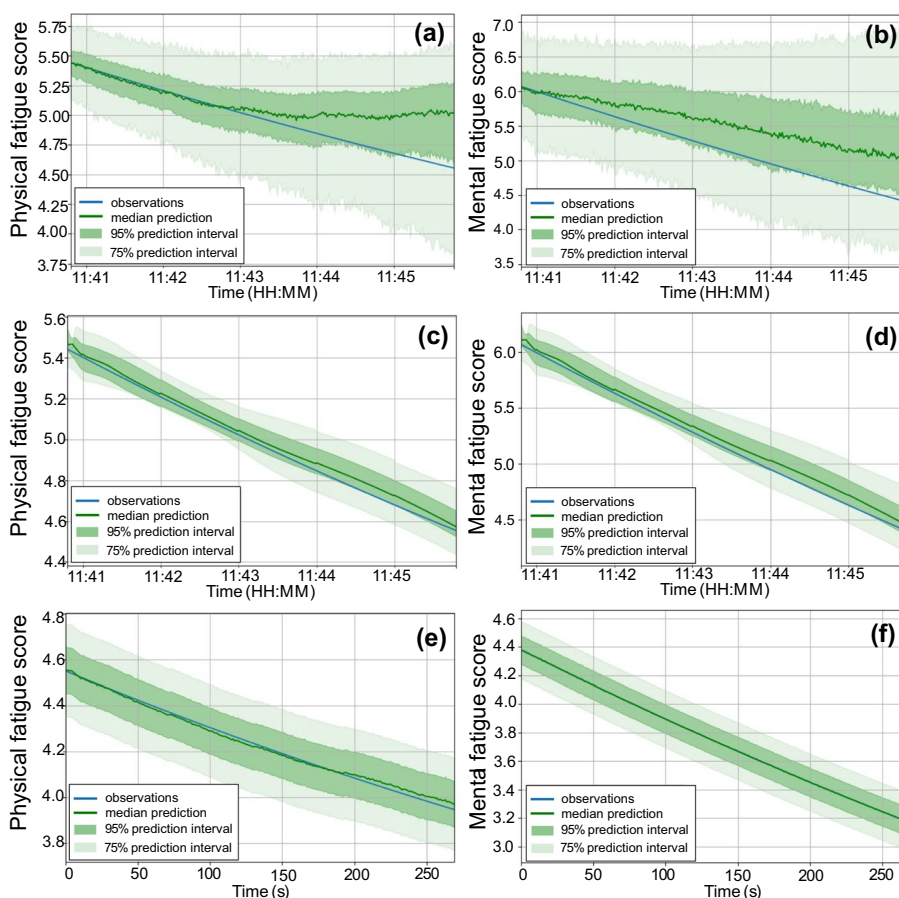 (a)
Physical fatigue score
5.75
5.50
5.25
5.00
4.75
4.50
4.25
4.00
3.75
observations
median prediction
95% prediction interval
75% prediction interval
11:41 11:42 11:43 11:44 11:45
Time (HH:MM)
(b)
Mental fatigue score
7.0
6.5
6.0
5.5
5.0
4.5
4.0
3.5
observations
median prediction
95% prediction interval
75% prediction interval
11:41 11:42 11:43 11:44 11:45
Time (HH:MM)
(c)
Physical fatigue score
5.6
5.4
5.2
5.0
4.8
4.6
4.4
observations
median prediction
95% prediction interval
75% prediction interval
11:41 11:42 11:43 11:44 11:45
Time (HH:MM)
(d)
Mental fatigue score
6.0
5.5
5.0
4.5
observations
median prediction
95% prediction interval
75% prediction interval
11:41 11:42 11:43 11:44 11:45
Time (HH:MM)
(e)
Physical fatigue score
4.8
4.6
4.4
4.2
4.0
3.8
observations
median prediction
95% prediction interval
75% prediction interval
0 50 100 150 200 250
Time (s)
(f)
Mental fatigue score
4.6
4.4
4.2
4.0
3.8
3.6
3.4
3.2
3.0
observations
median prediction
95% prediction interval
75% prediction interval
0 50 100 150 200 250
Time (s)